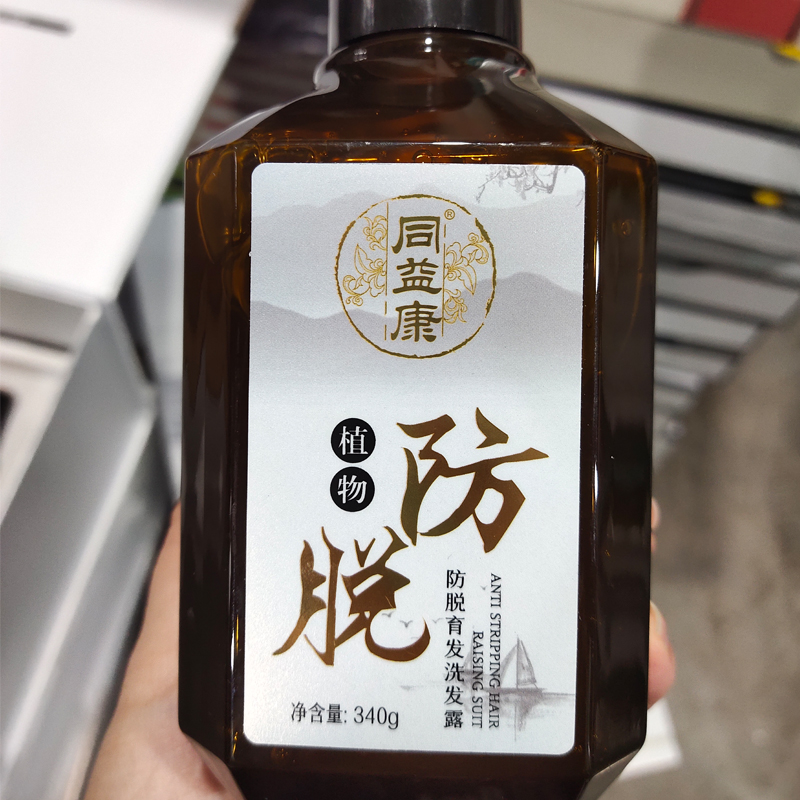 同益康®
植物
防脱
防脱育发洗发露
ANTI STRIPPING HAIR
RAISING SUIT
净含量: 340g